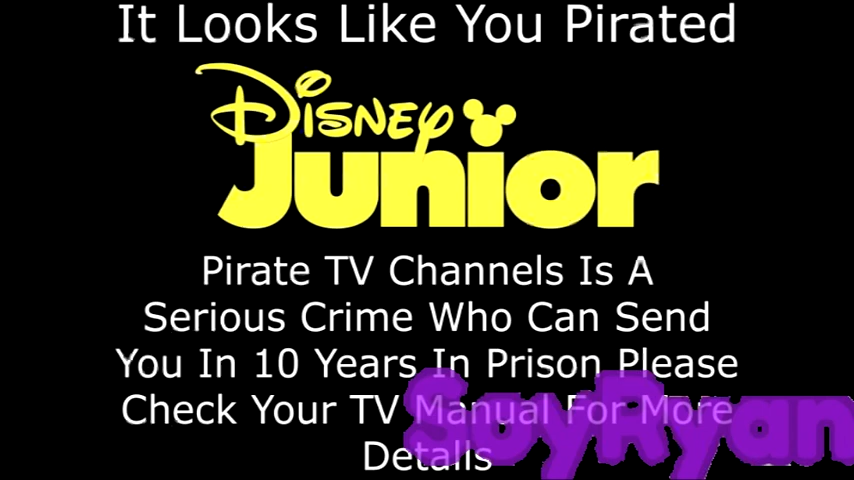 It Looks Like You Pirated
Disney
Junior
Pirate TV Channels Is A
Serious Crime Who Can Send
You In 10 Years In Prison Please
Check Your TV Manual For More
Details
SoyRyan